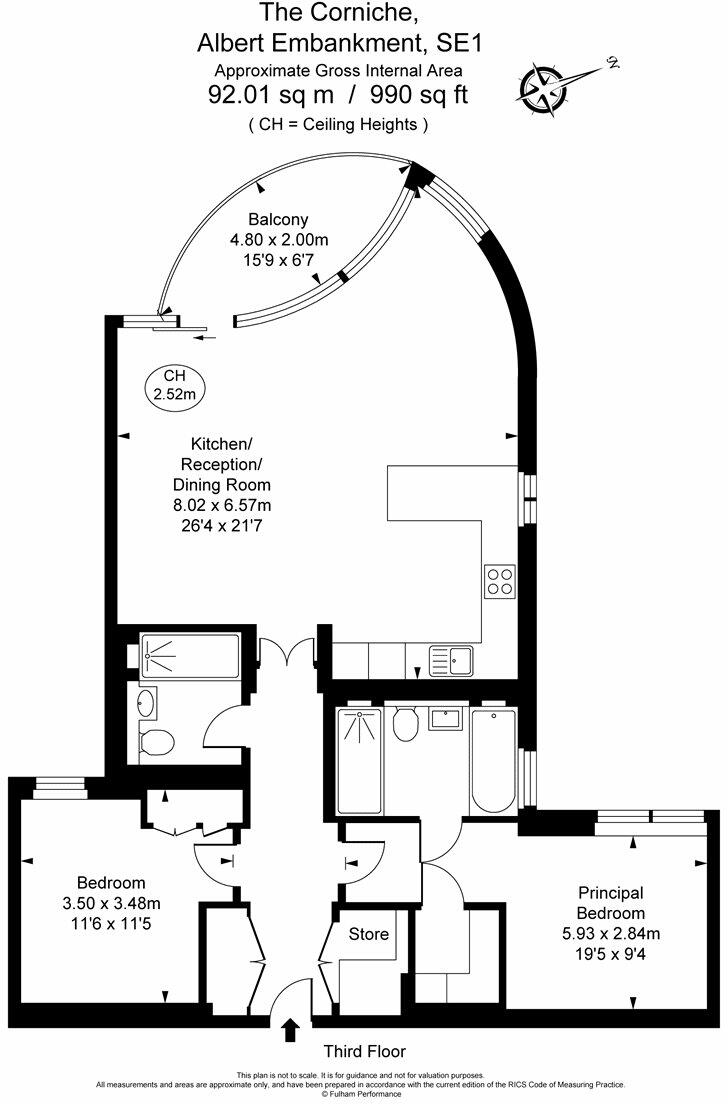 The Corniche,
Albert Embankment, SE1
Approximate Gross Internal Area
92.01 sq m / 990 sq ft
( CH = Ceiling Heights )
N
Balcony
4.80 x 2.00m
15'9 x 6'7
CH
2.52m
Kitchen/
Reception/
Dining Room
8.02 x 6.57m
26'4 x 21'7
Bedroom
3.50 x 3.48m
11'6 x 11'5
Principal
Bedroom
5.93 x 2.84m
19'5 x 9'4
Store
Third Floor
This plan is not to scale. It is for guidance and not for valuation purposes.
All measurements and areas are approximate only, and have been prepared in accordance with the current edition of the RICS Code of Measuring Practice.
© Fulham Performance